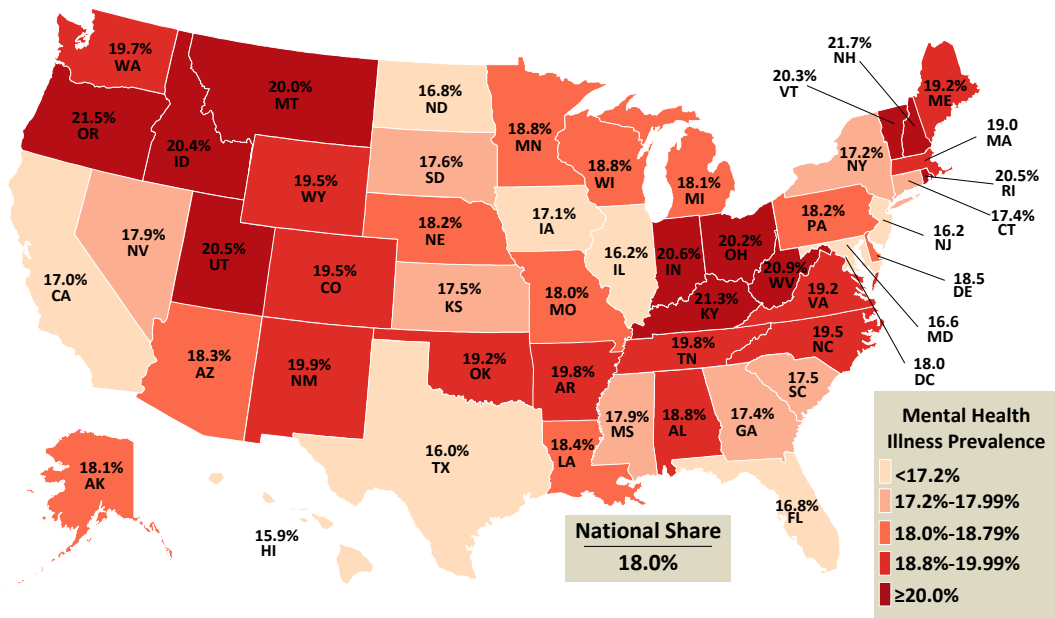 21.7%
NH
20.3%
VT
19.7%
WA
20.0%
MT
16.8%
ND
19.2%
ME
21.5%
OR
20.4%
ID
18.8%
MN
19.0
MA
17.2%
NY
17.6%
SD
18.8%
WI
18.1%
MI
20.5%
RI
19.5%
WY
17.4%
CT
18.2%
NE
17.1%
IA
18.2%
PA
16.2
NJ
17.9%
NV
20.5%
UT
16.2%
IL
20.6%
IN
20.2%
OH
17.0%
CA
19.5%
CO
17.5%
KS
18.0%
MO
20.9%
WV
18.5
DE
21.3%
KY
19.2
VA
16.6
MD
18.3%
AZ
19.9%
NM
19.2%
OK
19.8%
AR
19.8%
TN
19.5
NC
18.0
DC
17.5
SC
17.9%
MS
18.8%
AL
17.4%
GA
18.1%
AK
16.0%
TX
18.4%
LA
16.8%
FL
15.9%
HI
National Share
18.0%
Mental Health
Illness Prevalence
<17.2%
17.2%-17.99%
18.0%-18.79%
18.8%-19.99%
≥20.0%